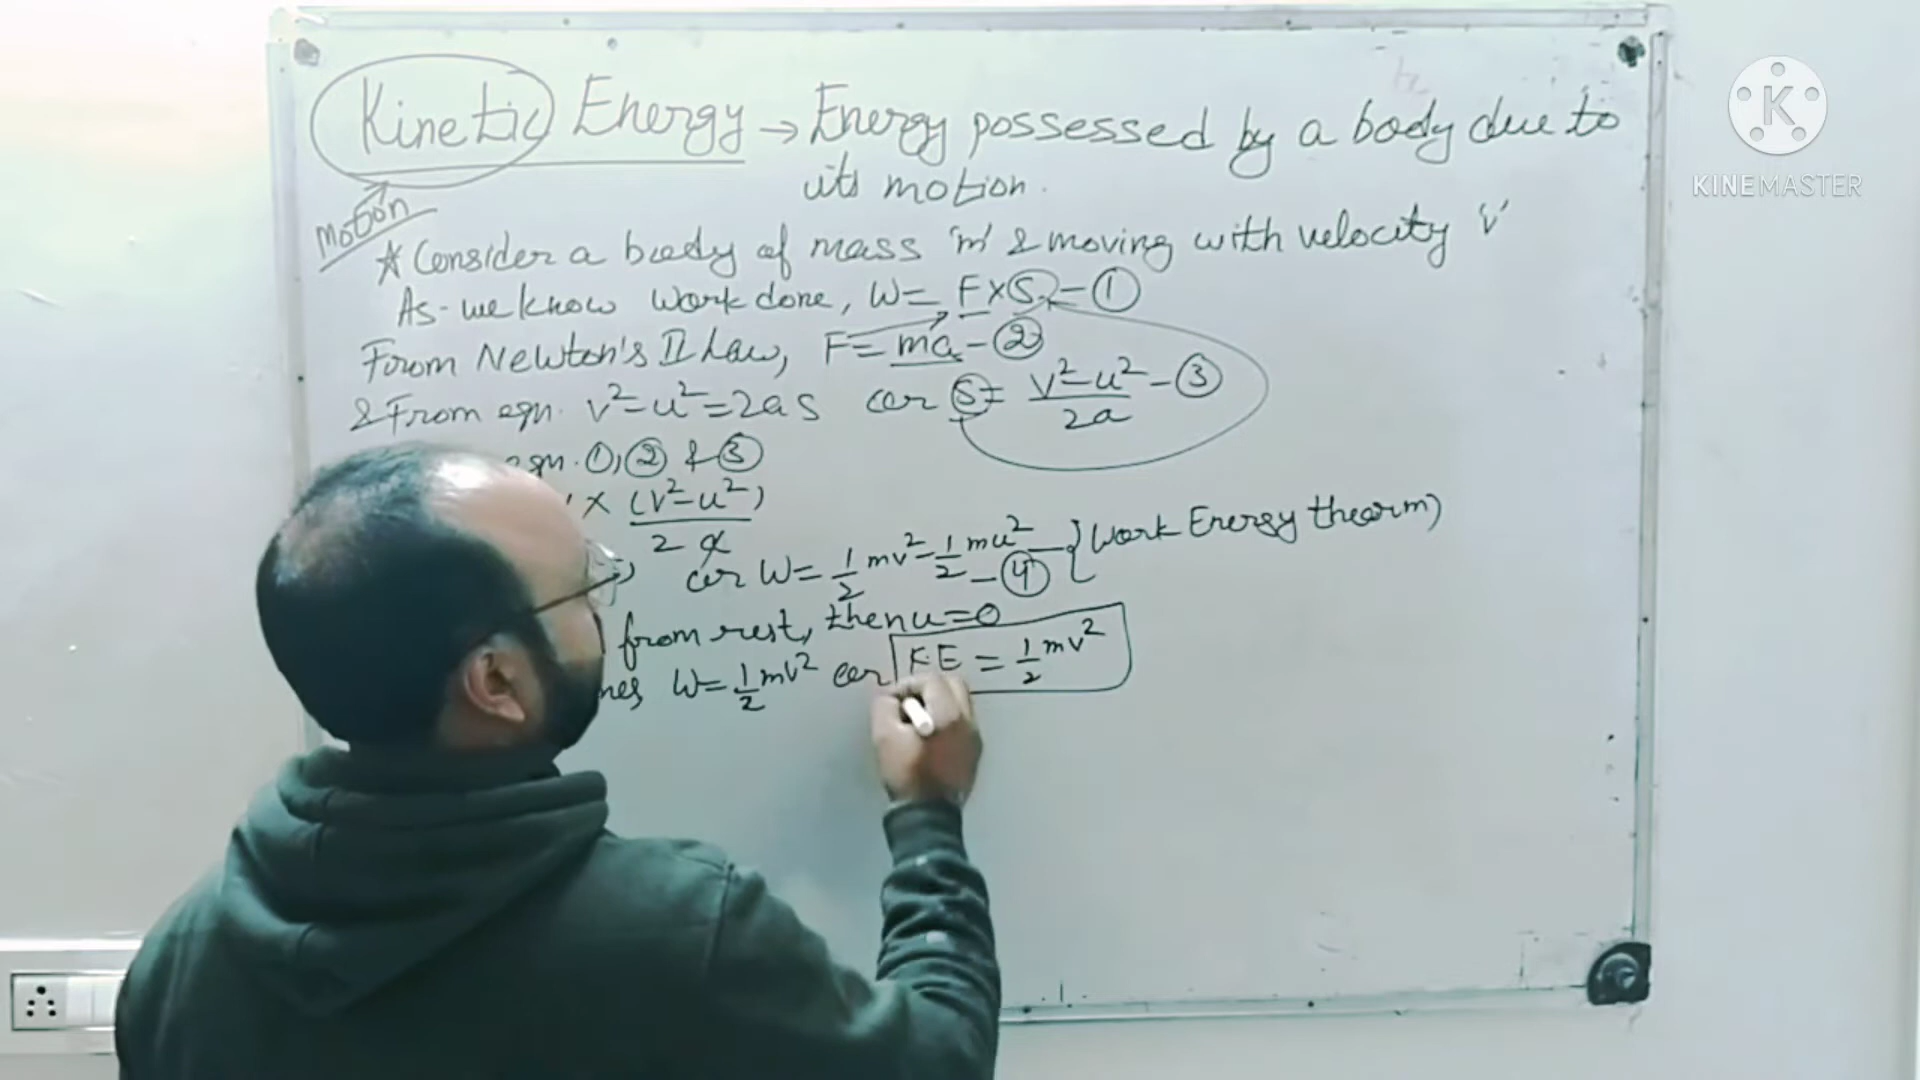 Kinetic Energy → Energy possessed by a body due to
its motion.
Motion
* Consider a body of mass 'm' & moving with velocity 'v'
As we know work done, W = F×S - ①
From Newton's II Law, F = ma - ②
& From eqn. v²-u²=2as or S = v²-u²/2a - ③
eqn. ①, ② & ③
× (v²-u²)/2a
or W = 1/2 mv² - 1/2 mu² - ④ } Work Energy theorm)
from rest, then u=0
W = 1/2 mv² or K.E = 1/2 mv²
K
KINEMASTER